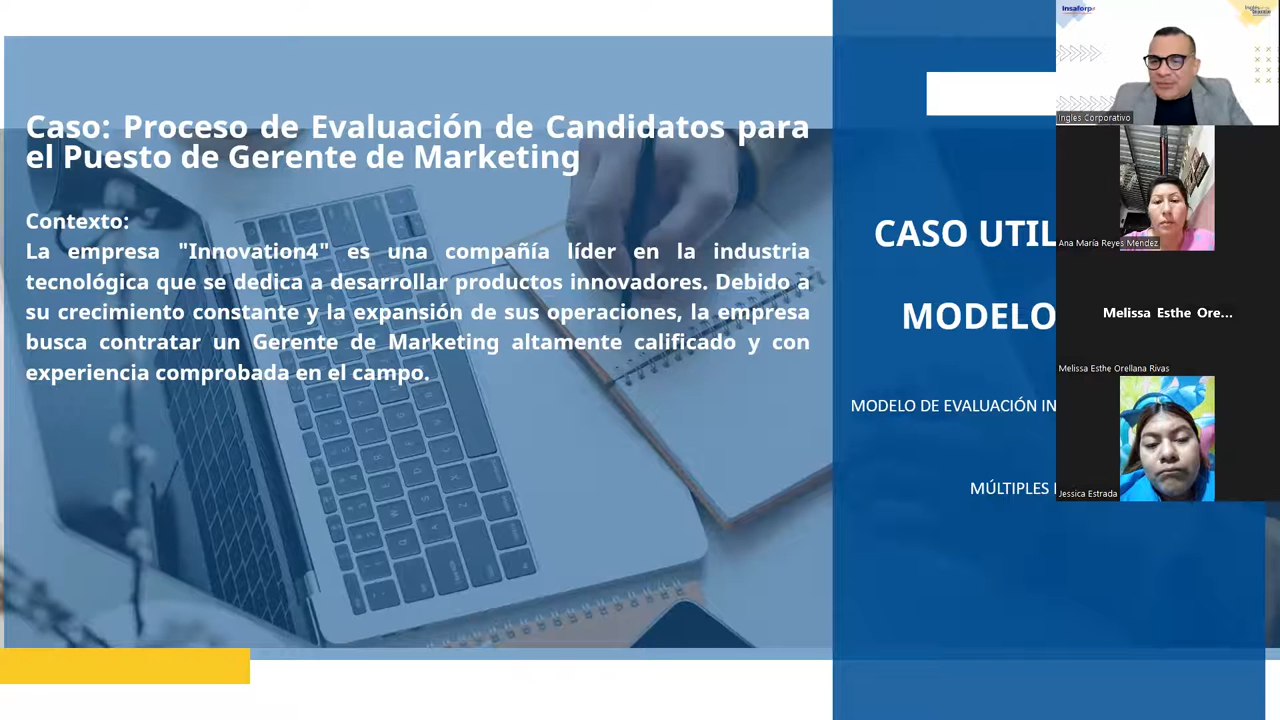 Caso: Proceso de Evaluación de Candidatos para
el Puesto de Gerente de Marketing
Contexto:
La empresa "Innovation4" es una compañía líder en la industria
tecnológica que se dedica a desarrollar productos innovadores. Debido a
su crecimiento constante y la expansión de sus operaciones, la empresa
busca contratar un Gerente de Marketing altamente calificado y con
experiencia comprobada en el campo.
CASO UTIL
MODELO
MODELO DE EVALUACIÓN IN
MÚLTIPLES
Insaforp
Ingles Corporativo
Ana María Reyes Mendez
Melissa Esthe Ore...
Melissa Esthe Orellana Rivas
Jessica Estrada